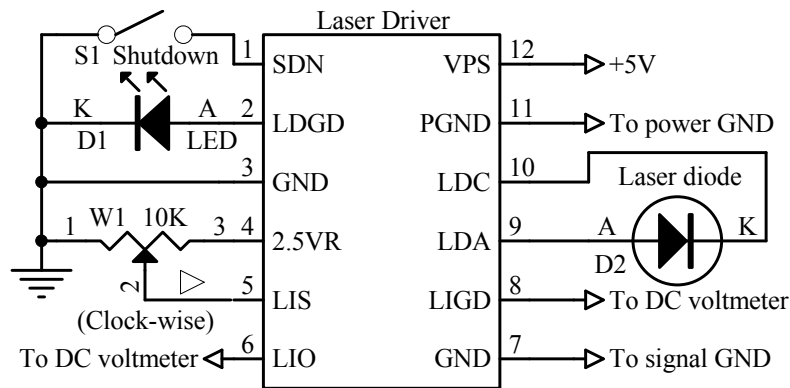 Laser Driver
S1 Shutdown
1 SDN
VPS 12 +5V
K A 2 LDGD
D1 LED
PGND 11 To power GND
3 GND
LDC 10
Laser diode
1 W1 10K 3 4 2.5VR
LDA 9 A K
D2
2
5 LIS
LIGD 8 To DC voltmeter
(Clock-wise)
To DC voltmeter 6 LIO
GND 7 To signal GND